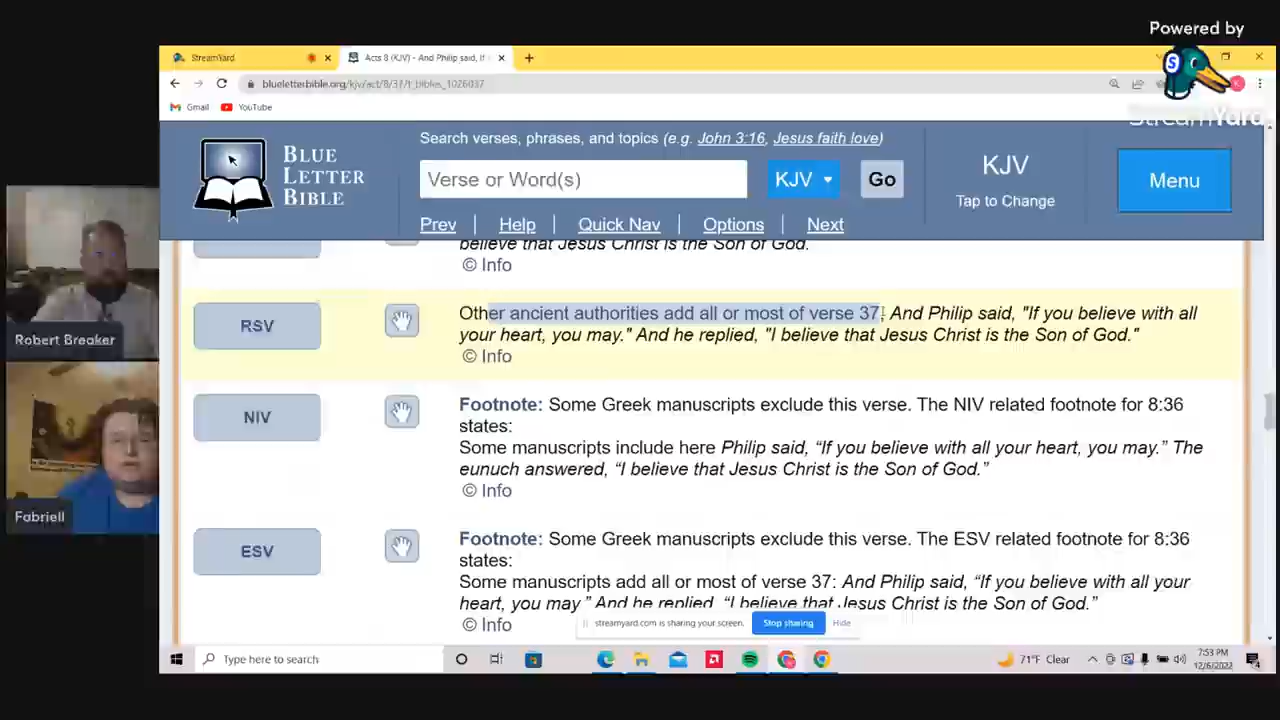 Powered by
StreamYard
Acts 8 (KJV) - And Philip said, If
StreamYard
blueletterbible.org/kjv/act/8/37/t_bibles_1026037
Gmail
YouTube
BLUE
LETTER
BIBLE
Search verses, phrases, and topics (e.g. John 3:16, Jesus faith love)
Verse or Word(s)
KJV
Go
Prev
Help
Quick Nav
Options
Next
KJV
Tap to Change
Menu
believe that Jesus Christ is the Son of God.
© Info
RSV
Other ancient authorities add all or most of verse 37, And Philip said, "If you believe with all
your heart, you may." And he replied, "I believe that Jesus Christ is the Son of God."
© Info
NIV
Footnote: Some Greek manuscripts exclude this verse. The NIV related footnote for 8:36
states:
Some manuscripts include here Philip said, “If you believe with all your heart, you may.” The
eunuch answered, “I believe that Jesus Christ is the Son of God.”
© Info
ESV
Footnote: Some Greek manuscripts exclude this verse. The ESV related footnote for 8:36
states:
Some manuscripts add all or most of verse 37: And Philip said, “If you believe with all your
heart, you may ” And he replied, “I believe that Jesus Christ is the Son of God.”
© Info
streamyard.com is sharing your screen.
Stop sharing
Hide
Robert Breaker
Fabriell
Type here to search
71°F Clear
7:53 PM
12/6/2022